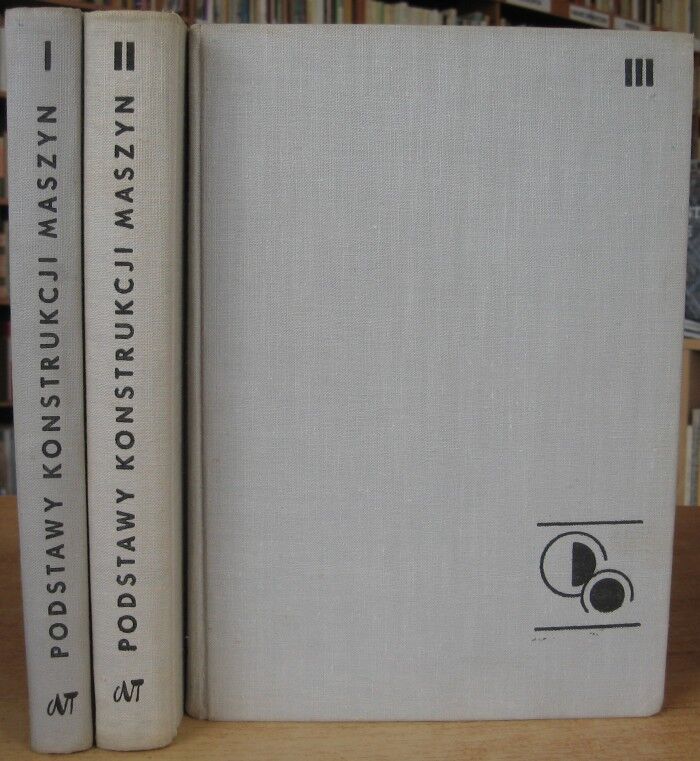 I
PODSTAWY KONSTRUKCJI MASZYN
WNT
II
PODSTAWY KONSTRUKCJI MASZYN
WNT
III